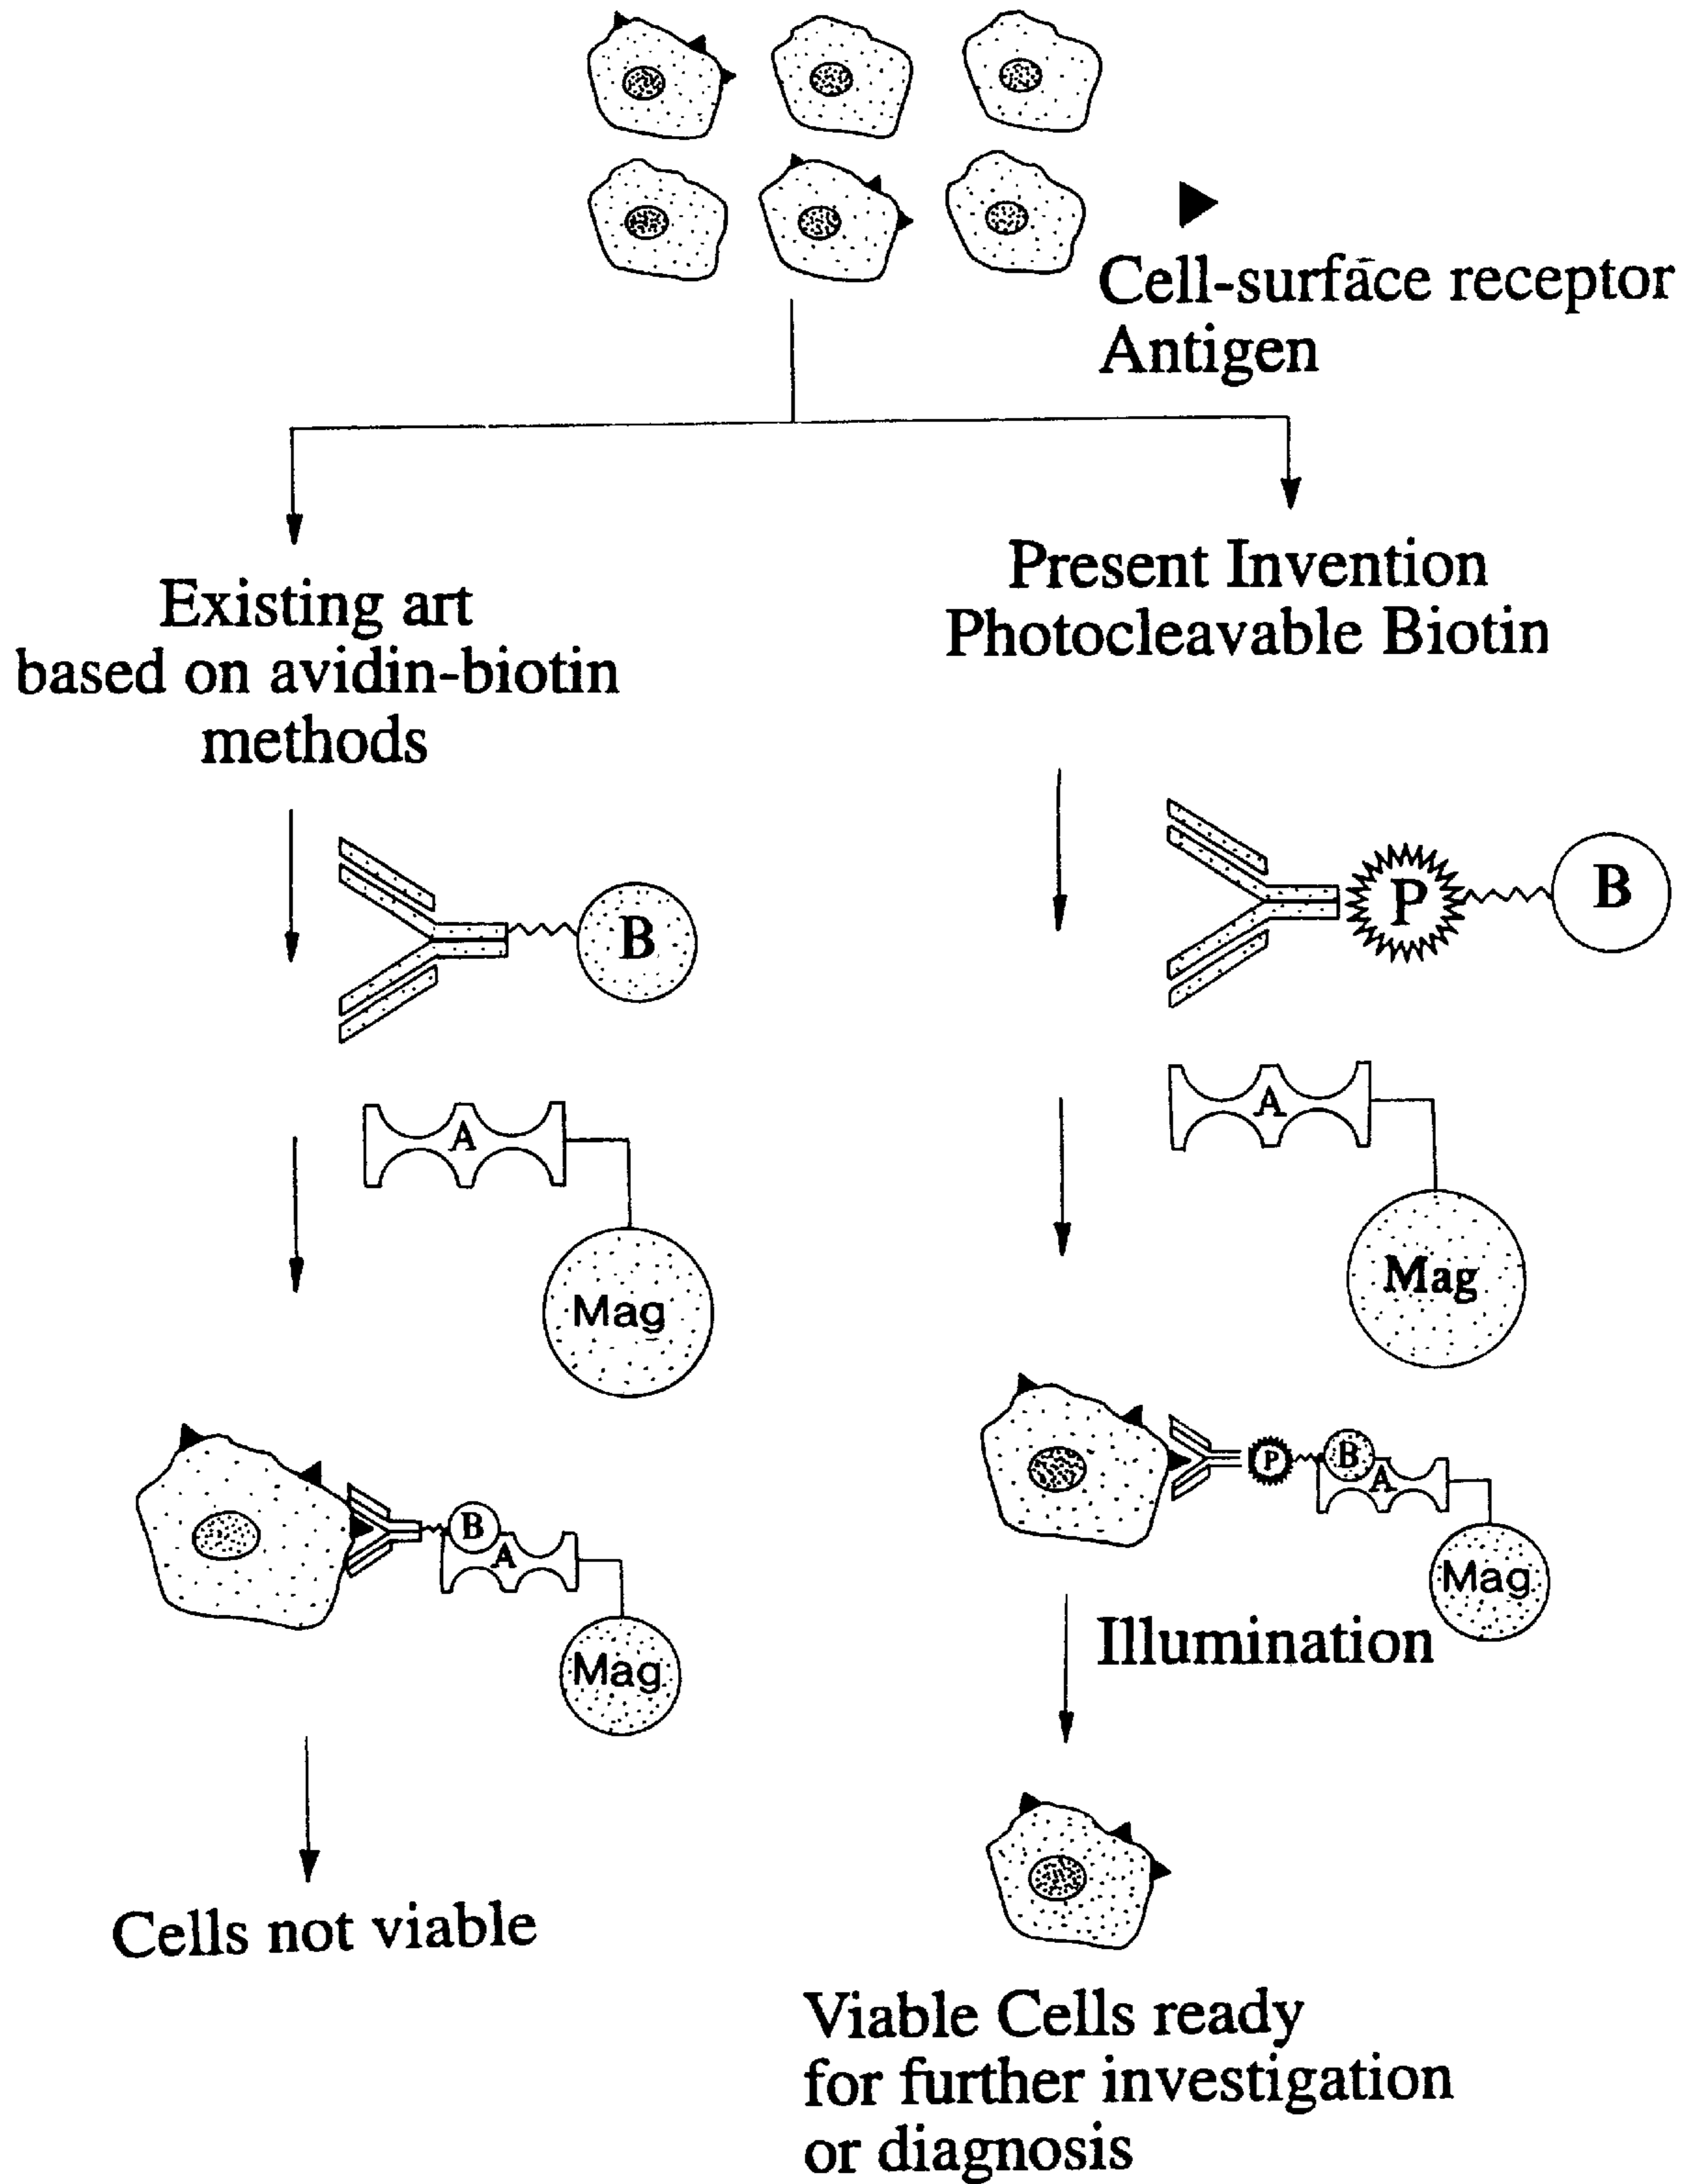 Cell-surface receptor
Antigen
Existing art
based on avidin-biotin
methods
Present Invention
Photocleavable Biotin
B
P
B
A
Mag
A
Mag
B
A
Mag
P
B
A
Mag
Illumination
Cells not viable
Viable Cells ready
for further investigation
or diagnosis